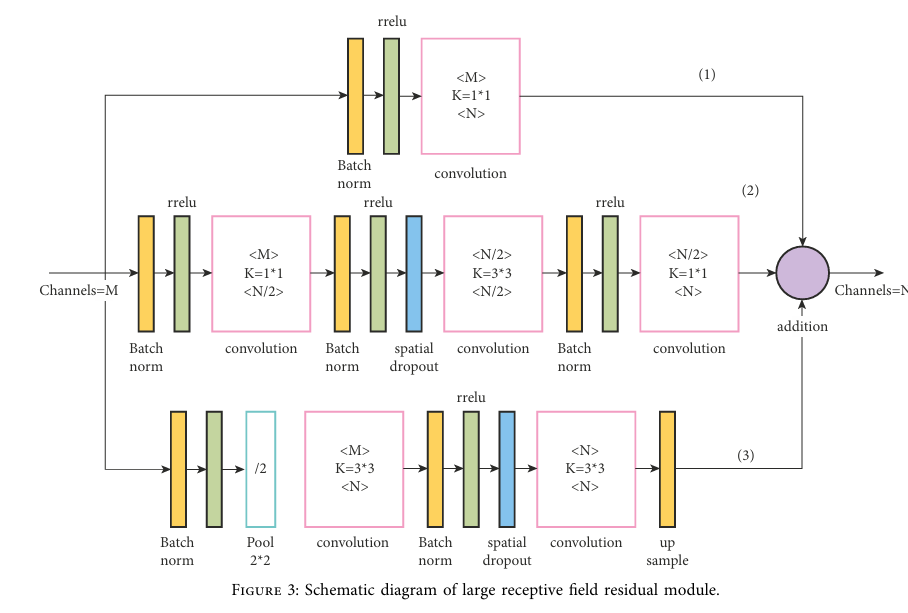 rrelu
<M>
K=1*1
<N>
(1)
Batch
norm
convolution
(2)
rrelu
rrelu
rrelu
<M>
K=1*1
<N/2>
<N/2>
K=3*3
<N/2>
<N/2>
K=1*1
<N>
Channels=M
Channels=N
addition
Batch
norm
convolution
Batch
norm
spatial
dropout
convolution
Batch
norm
convolution
rrelu
/2
<M>
K=3*3
<N>
<N>
K=3*3
<N>
(3)
Batch
norm
Pool
2*2
convolution
Batch
norm
spatial
dropout
convolution
up
sample
FIGURE 3: Schematic diagram of large receptive field residual module.